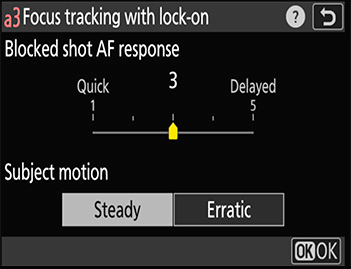 a3 Focus tracking with lock-on ?
Blocked shot AF response
Quick 3 Delayed
1 5
Subject motion
Steady Erratic
OK OK